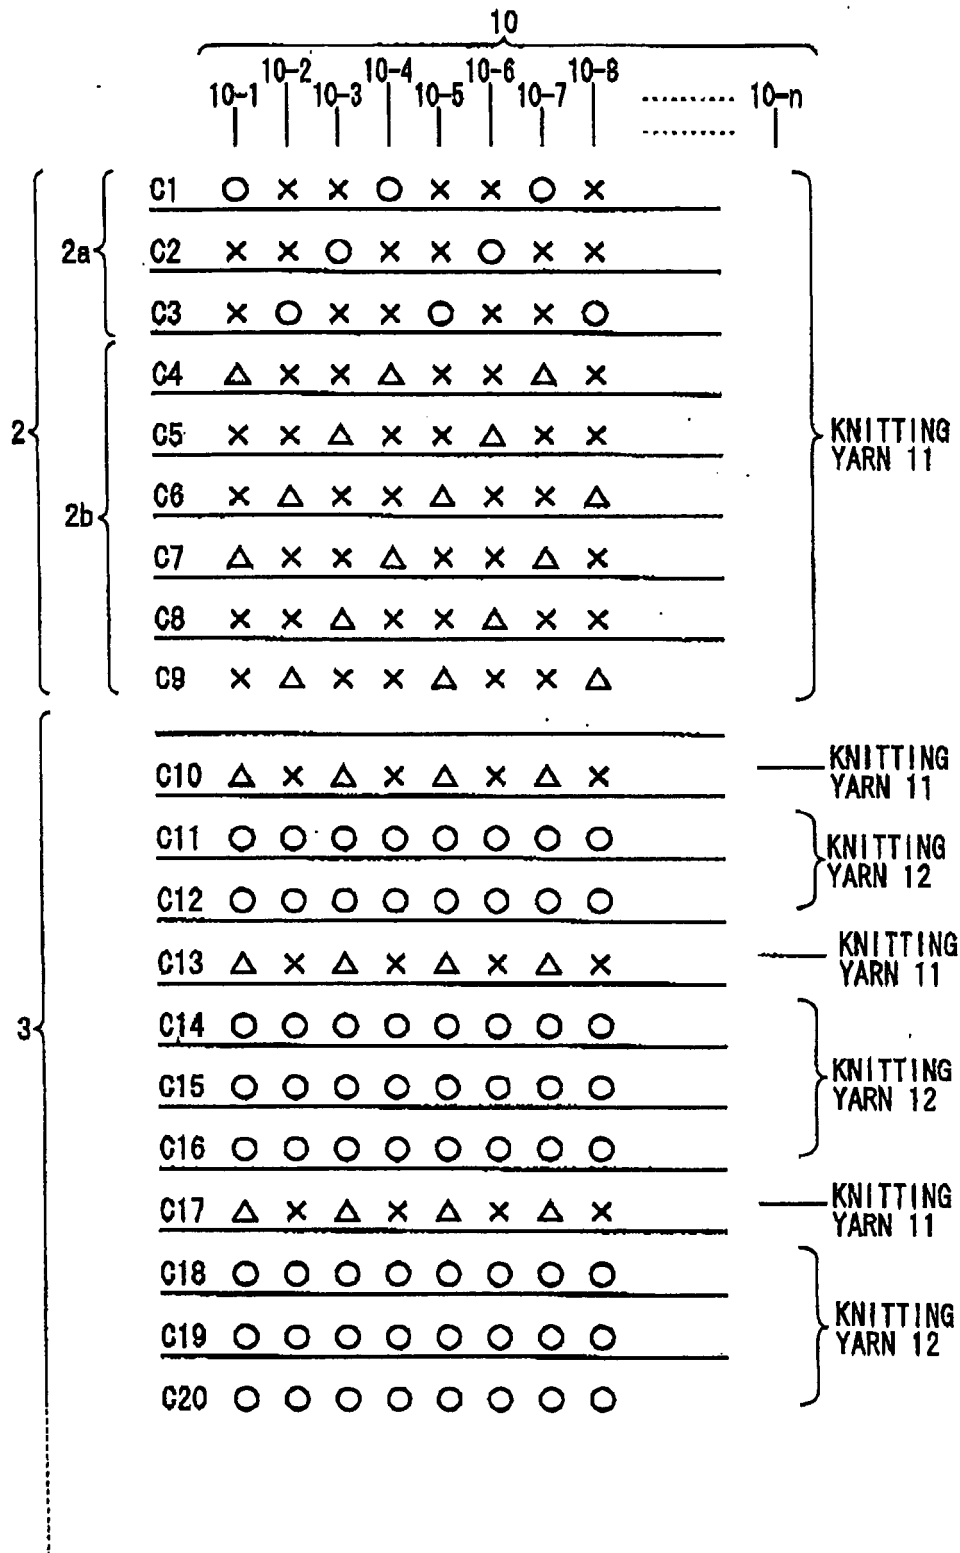 10
10-1 10-2 10-3 10-4 10-5 10-6 10-7 10-8 10-n
2
2a
C1 ○ × × ○ × × ○ ×
C2 × × ○ × × ○ × ×
C3 × ○ × × ○ × × ○
2b
C4 △ × × △ × × △ ×
C5 × × △ × × △ × ×
C6 × △ × × △ × × △
C7 △ × × △ × × △ ×
C8 × × △ × × △ × ×
C9 × △ × × △ × × △
KNITTING
YARN 11
3
C10 △ × △ × △ × △ ×
KNITTING
YARN 11
C11 ○ ○ ○ ○ ○ ○ ○ ○
C12 ○ ○ ○ ○ ○ ○ ○ ○
KNITTING
YARN 12
C13 △ × △ × △ × △ ×
KNITTING
YARN 11
C14 ○ ○ ○ ○ ○ ○ ○ ○
C15 ○ ○ ○ ○ ○ ○ ○ ○
C16 ○ ○ ○ ○ ○ ○ ○ ○
KNITTING
YARN 12
C17 △ × △ × △ × △ ×
KNITTING
YARN 11
C18 ○ ○ ○ ○ ○ ○ ○ ○
C19 ○ ○ ○ ○ ○ ○ ○ ○
C20 ○ ○ ○ ○ ○ ○ ○ ○
KNITTING
YARN 12